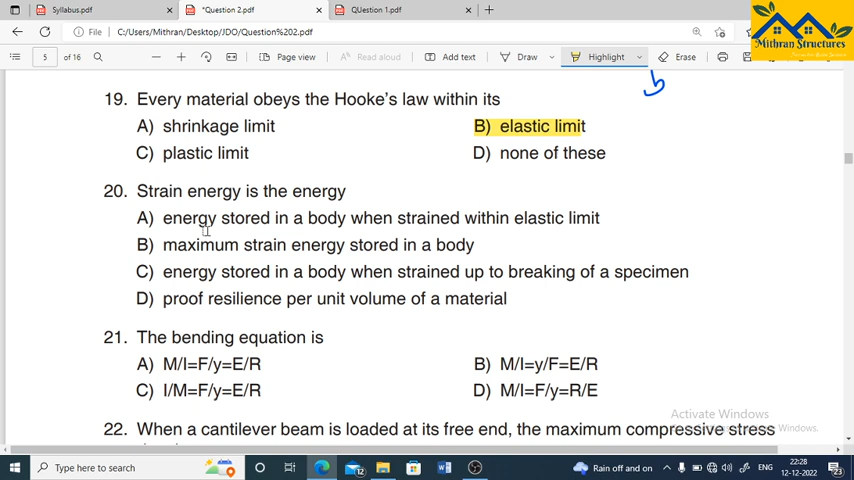 Syllabus.pdf
*Question 2.pdf
QUestion 1.pdf
File C:/Users/Mithran/Desktop/JDO/Question%202.pdf
Mithran Structures
5 of 16
Page view
Read aloud
Add text
Draw
Highlight
Erase
b
19. Every material obeys the Hooke's law within its
A) shrinkage limit
B) elastic limit
C) plastic limit
D) none of these
20. Strain energy is the energy
A) energy stored in a body when strained within elastic limit
B) maximum strain energy stored in a body
C) energy stored in a body when strained up to breaking of a specimen
D) proof resilience per unit volume of a material
21. The bending equation is
A) M/I=F/y=E/R
B) M/I=y/F=E/R
C) I/M=F/y=E/R
D) M/I=F/y=R/E
22. When a cantilever beam is loaded at its free end, the maximum compressive stress
Activate Windows
Windows.
Type here to search
12
Rain off and on
ENG
22:28
12-12-2022
23